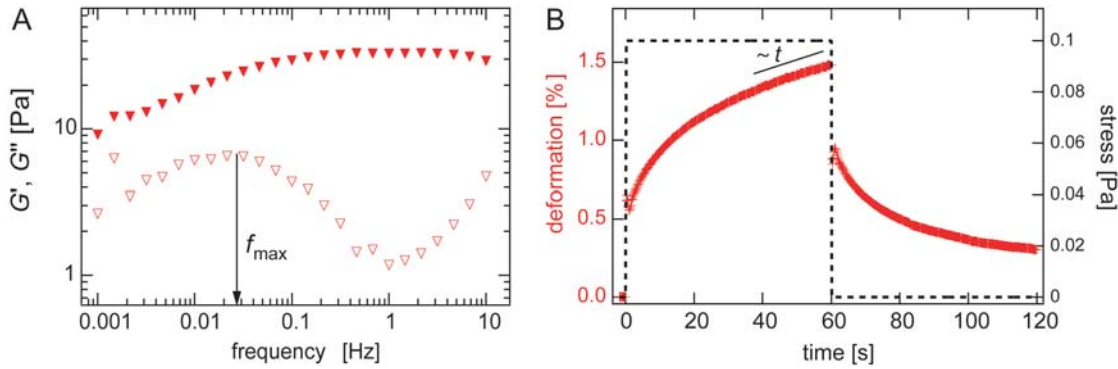 A
G', G'' [Pa]
10
1
f max
0.001 0.01 0.1 1 10
frequency [Hz]
B
deformation [%]
1.5
1.0
0.5
0.0
~ t
0.1
0.08
0.06
0.04
0.02
0
stress [Pa]
0 20 40 60 80 100 120
time [s]